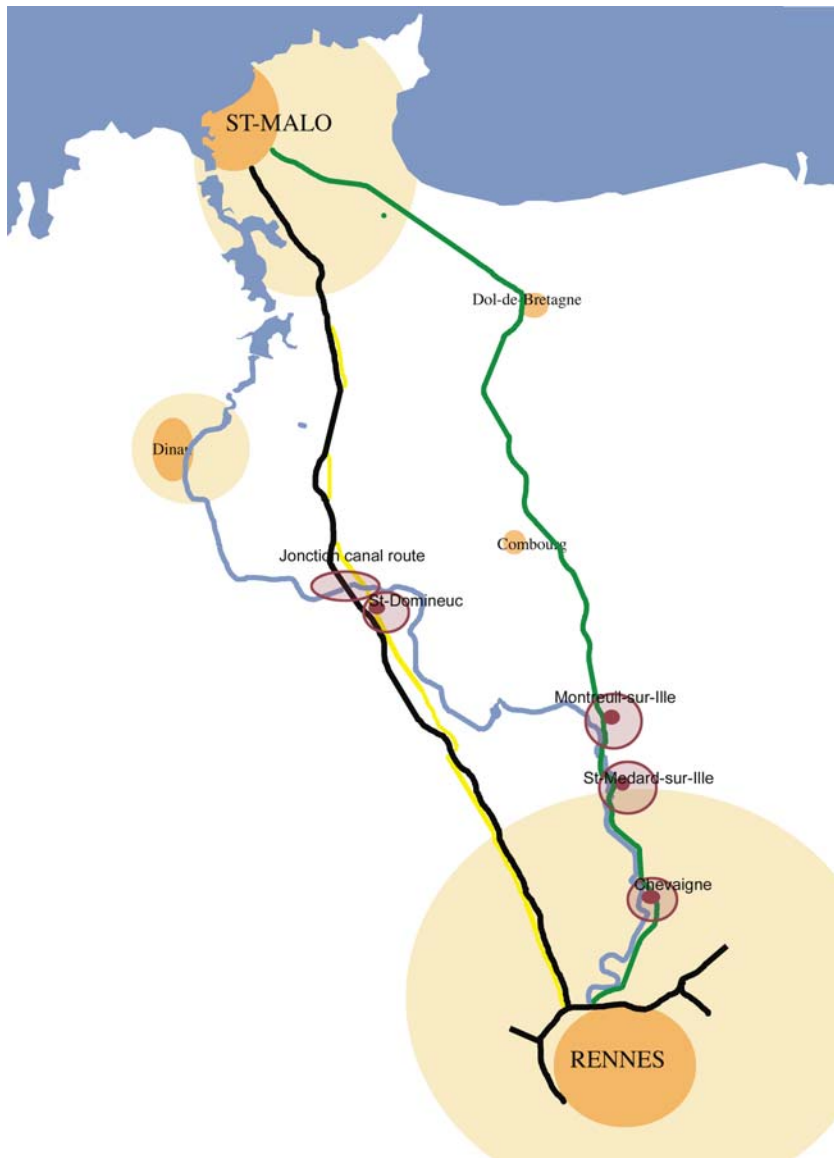 ST-MALO
Dol-de-Bretagne
Dinan
Combourg
Jonction canal route
St-Domineuc
Montreuil-sur-Ille
St-Medard-sur-Ille
Chevaigne
RENNES